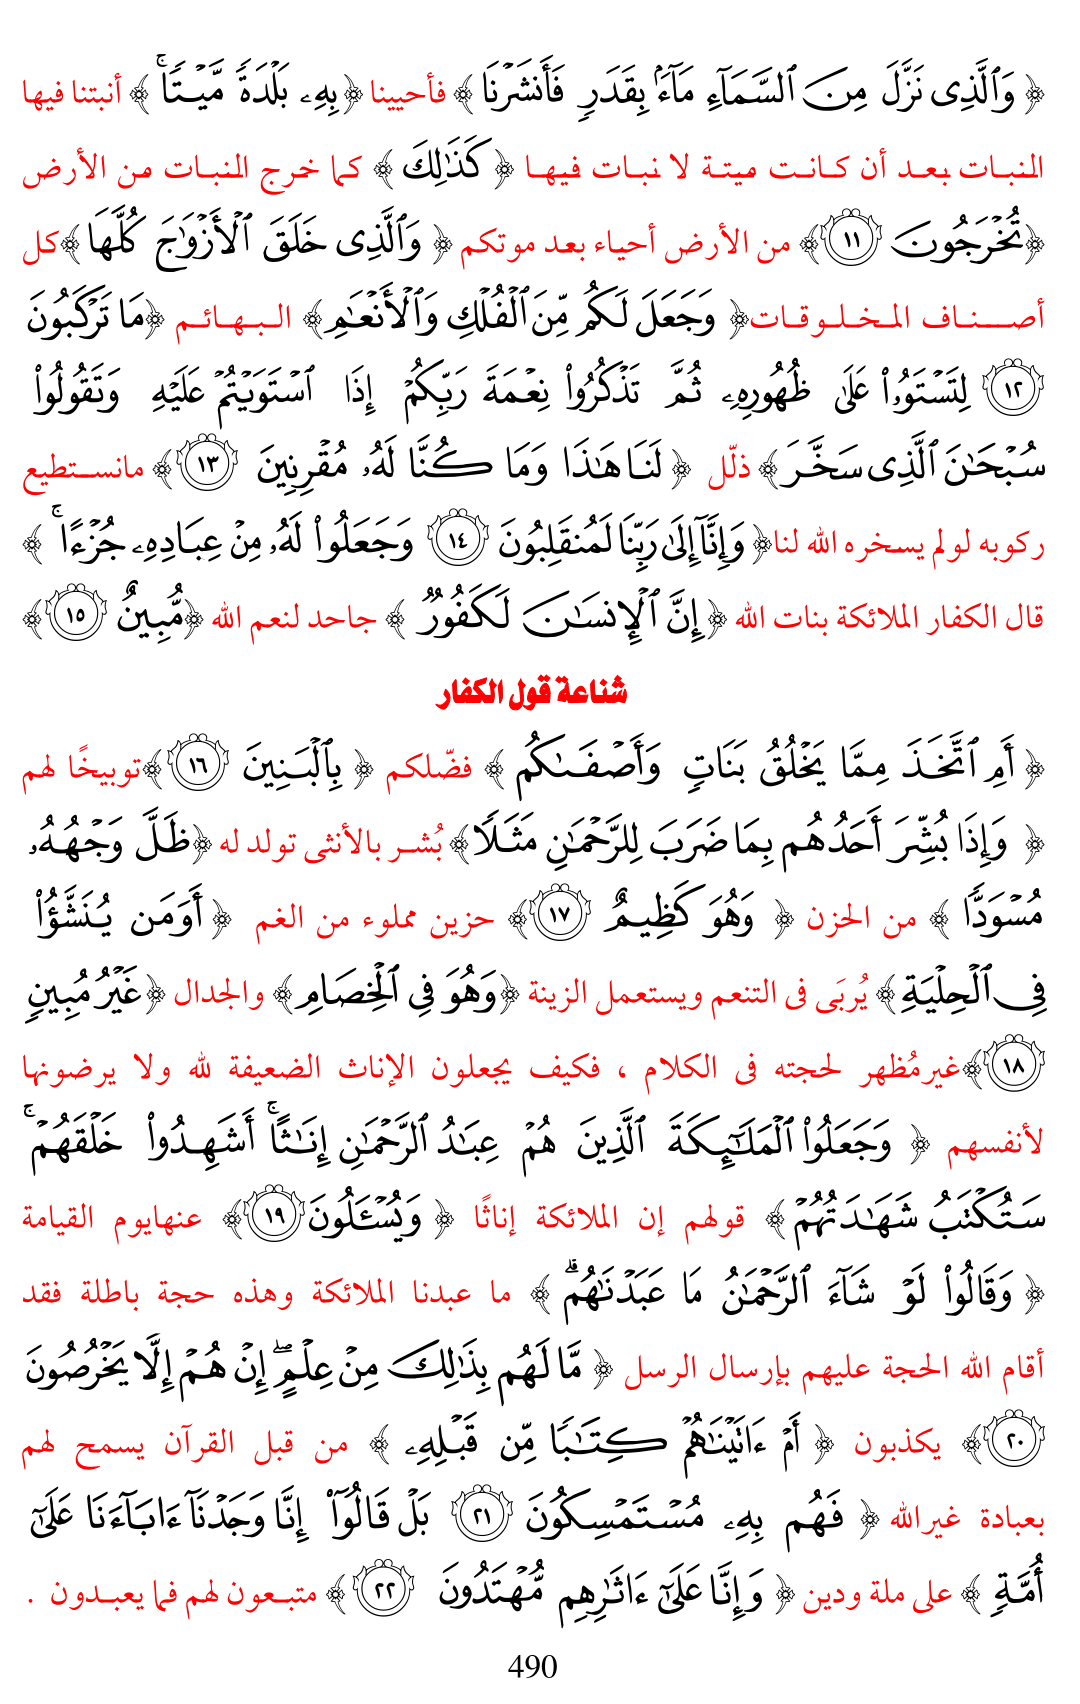 ﴿ وَٱلَّذِى نَزَّلَ مِنَ ٱلسَّمَآءِ مَآءَۢ بِقَدَرٍ فَأَنشَرْنَا ﴾ فأحيينا ﴿بِهِۦ بَلْدَةً مَّيْتًا ۚ ﴾ أنبتنا فيها
النبات بعد أن كانت ميتة لا نبات فيها ﴿ كَذَٰلِكَ ﴾ كما خرج النبات من الأرض
﴿تُخْرَجُونَ ١١﴾ من الأرض أحياء بعد موتكم ﴿ وَٱلَّذِى خَلَقَ ٱلْأَزْوَٰجَ كُلَّهَا ﴾كل
أصناف المخلوقات﴿ وَجَعَلَ لَكُم مِّنَ ٱلْفُلْكِ وَٱلْأَنْعَٰمِ﴾ البهائم ﴿مَا تَرْكَبُونَ
١٢ لِتَسْتَوُۥا۟ عَلَىٰ ظُهُورِهِۦ ثُمَّ تَذْكُرُوا۟ نِعْمَةَ رَبِّكُمْ إِذَا ٱسْتَوَيْتُمْ عَلَيْهِ وَتَقُولُوا۟
سُبْحَٰنَ ٱلَّذِى سَخَّرَ ﴾ ذلّل ﴿ لَنَا هَٰذَا وَمَا كُنَّا لَهُۥ مُقْرِنِينَ ١٣﴾ مانستطيع
ركوبه لولم يسخره الله لنا﴿ وَإِنَّآ إِلَىٰ رَبِّنَا لَمُنقَلِبُونَ ١٤ وَجَعَلُوا۟ لَهُۥ مِنْ عِبَادِهِۦ جُزْءًا ۚ ﴾
قال الكفار الملائكة بنات الله ﴿ إِنَّ ٱلْإِنسَٰنَ لَكَفُورٌ ﴾ جاحد لنعم الله ﴿مُّبِينٌ ١٥﴾
شناعة قول الكفار
﴿ أَمِ ٱتَّخَذَ مِمَّا يَخْلُقُ بَنَاتٍ وَأَصْفَىٰكُم ﴾ فضّلكم ﴿ بِٱلْبَنِينَ ١٦﴾توبيخًا لهم
﴿ وَإِذَا بُشِّرَ أَحَدُهُم بِمَا ضَرَبَ لِلرَّحْمَٰنِ مَثَلًا ﴾ بُشر بالأنثى تولد له ﴿ظَلَّ وَجْهُهُۥ
مُسْوَدًّا ﴾ من الحزن ﴿ وَهُوَ كَظِيمٌ ١٧﴾ حزين مملوء من الغم ﴿ أَوَمَن يُنَشَّؤُا۟
فِى ٱلْحِلْيَةِ ﴾ يُربَى فى التنعم ويستعمل الزينة ﴿وَهُوَ فِى ٱلْخِصَامِ﴾ والجدال ﴿غَيْرُ مُبِينٍ
١٨﴾غيرمُظهر لحجته فى الكلام ، فكيف يجعلون الإناث الضعيفة لله ولا يرضونها
لأنفسهم ﴿ وَجَعَلُوا۟ ٱلْمَلَٰٓئِكَةَ ٱلَّذِينَ هُمْ عِبَٰدُ ٱلرَّحْمَٰنِ إِنَٰثًا ۚ أَشَهِدُوا۟ خَلْقَهُمْ ۚ
سَتُكْتَبُ شَهَٰدَتُهُمْ ﴾ قولهم إن الملائكة إناثًا ﴿ وَيُسْـَٔلُونَ ١٩﴾ عنهايوم القيامة
﴿ وَقَالُوا۟ لَوْ شَآءَ ٱلرَّحْمَٰنُ مَا عَبَدْنَٰهُم ۗ ﴾ ما عبدنا الملائكة وهذه حجة باطلة فقد
أقام الله الحجة عليهم بإرسال الرسل ﴿ مَّا لَهُم بِذَٰلِكَ مِنْ عِلْمٍ ۖ إِنْ هُمْ إِلَّا يَخْرُصُونَ
٢٠﴾ يكذبون ﴿ أَمْ ءَاتَيْنَٰهُمْ كِتَٰبًا مِّن قَبْلِهِۦ ﴾ من قبل القرآن يسمح لهم
بعبادة غيرالله ﴿ فَهُم بِهِۦ مُسْتَمْسِكُونَ ٢١ بَلْ قَالُوٓا۟ إِنَّا وَجَدْنَآ ءَابَآءَنَا عَلَىٰٓ
أُمَّةٍ ﴾ على ملة ودين ﴿ وَإِنَّا عَلَىٰٓ ءَاثَٰرِهِم مُّهْتَدُونَ ٢٢﴾ متبعون لهم فيما يعبدون .
490